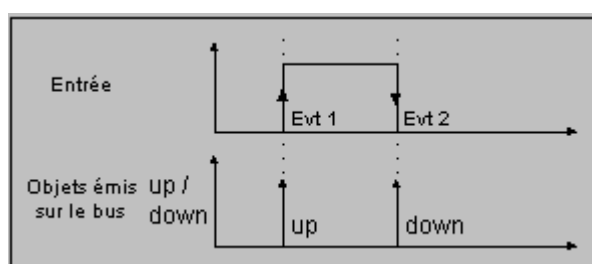 Entrée
Evt 1
Evt 2
Objets émis
sur le bus
up /
down
up
down